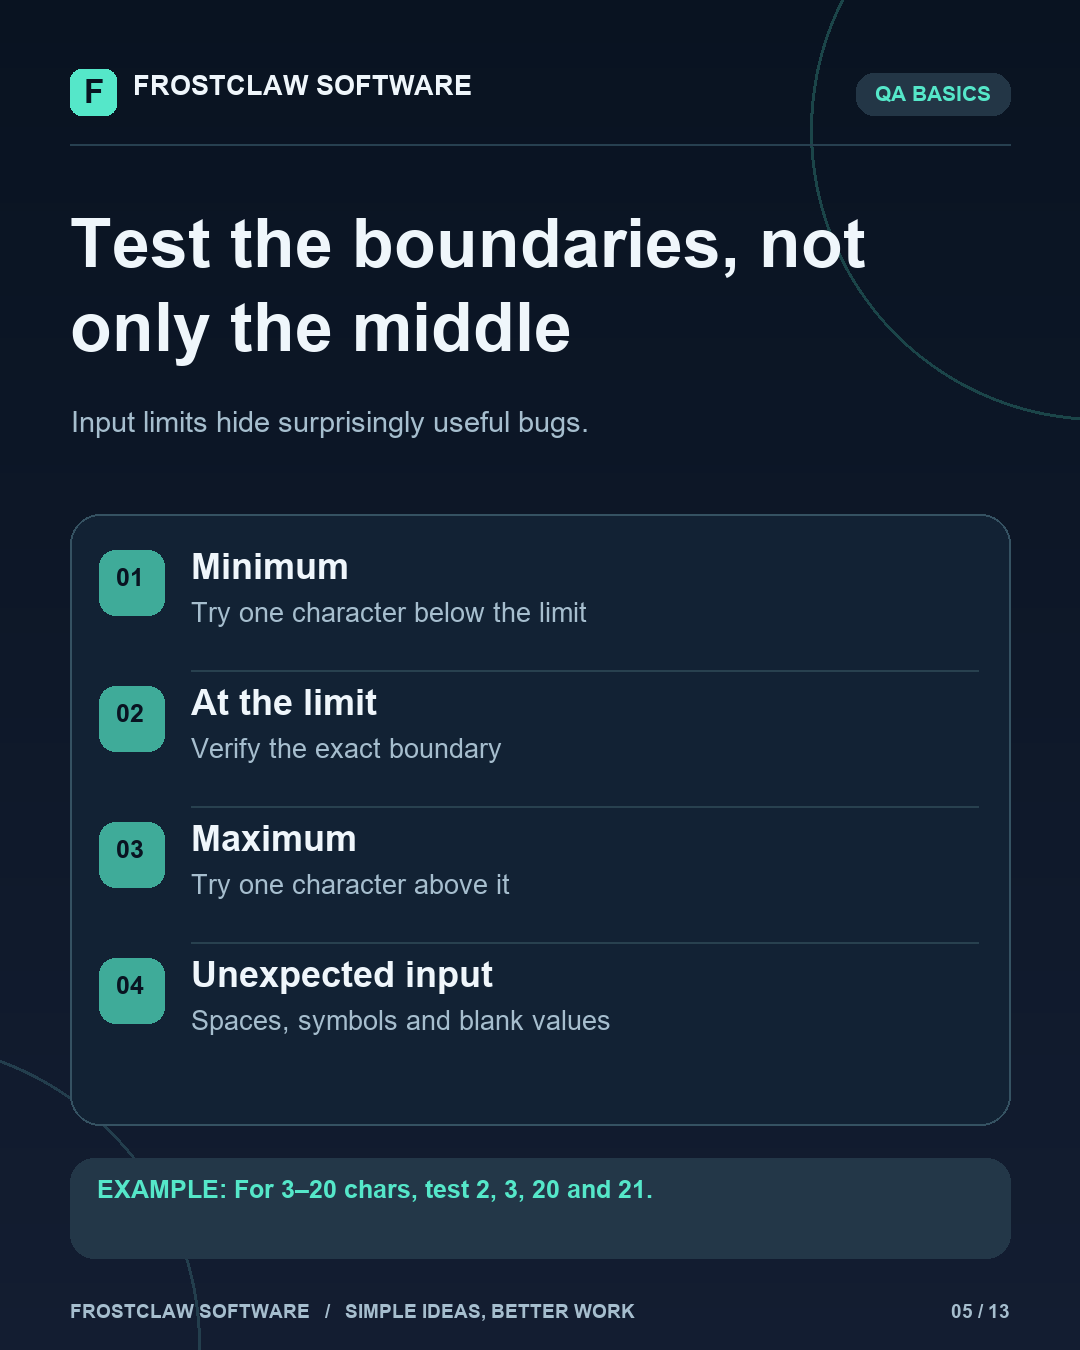 F
FROSTCLAW SOFTWARE
QA BASICS
Test the boundaries, not
only the middle
Input limits hide surprisingly useful bugs.
01
Minimum
Try one character below the limit
02
At the limit
Verify the exact boundary
03
Maximum
Try one character above it
04
Unexpected input
Spaces, symbols and blank values
EXAMPLE: For 3–20 chars, test 2, 3, 20 and 21.
FROSTCLAW SOFTWARE / SIMPLE IDEAS, BETTER WORK
05 / 13